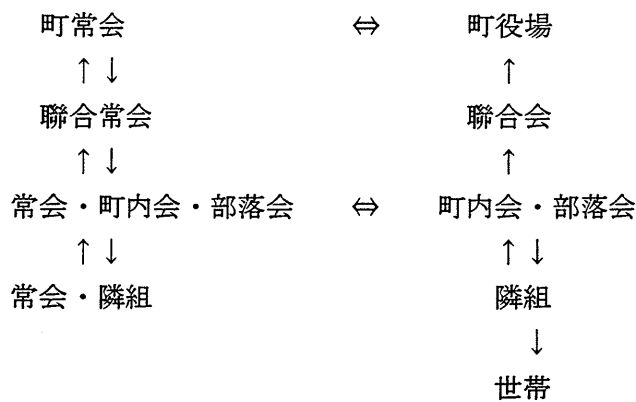 町常会 ⇔ 町役場
↑↓ ↑
聯合常会 聯合会
↑↓ ↑
常会・町内会・部落会 ⇔ 町内会・部落会
↑↓ ↑↓
常会・隣組 隣組
↓
世帯